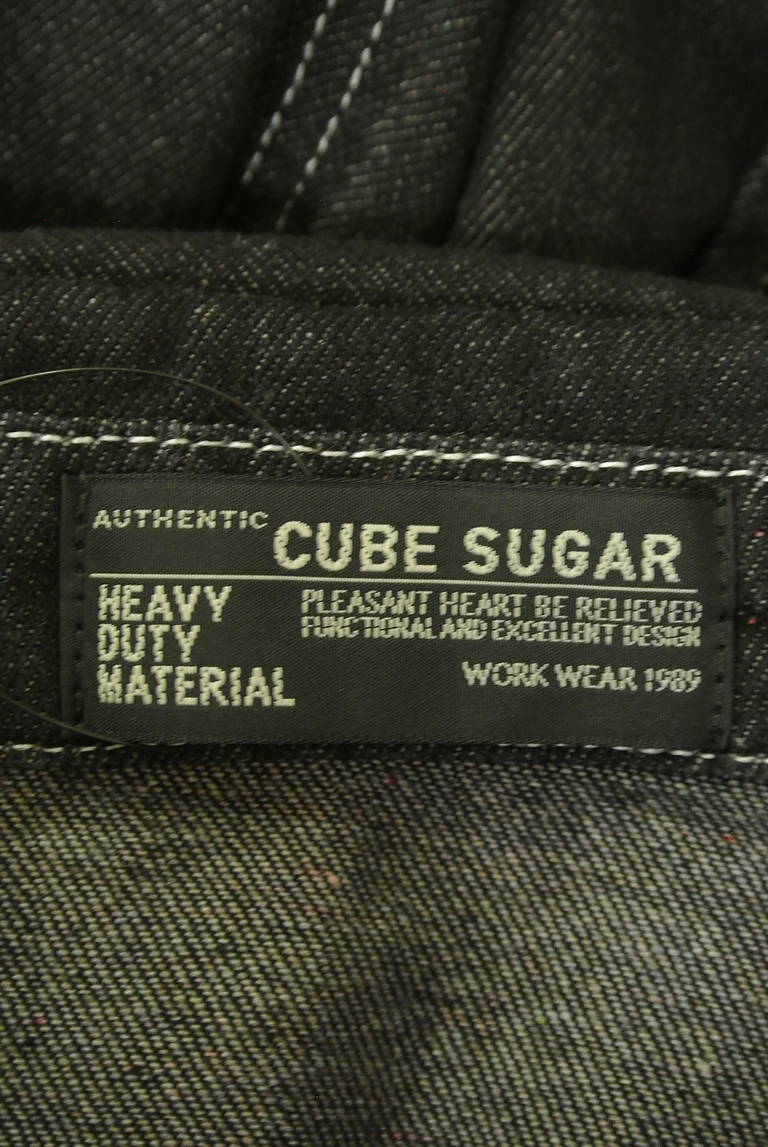 AUTHENTIC CUBE SUGAR
HEAVY
DUTY
MATERIAL
PLEASANT HEART BE RELIEVED
FUNCTIONAL AND EXCELLENT DESIGN
WORK WEAR 1989